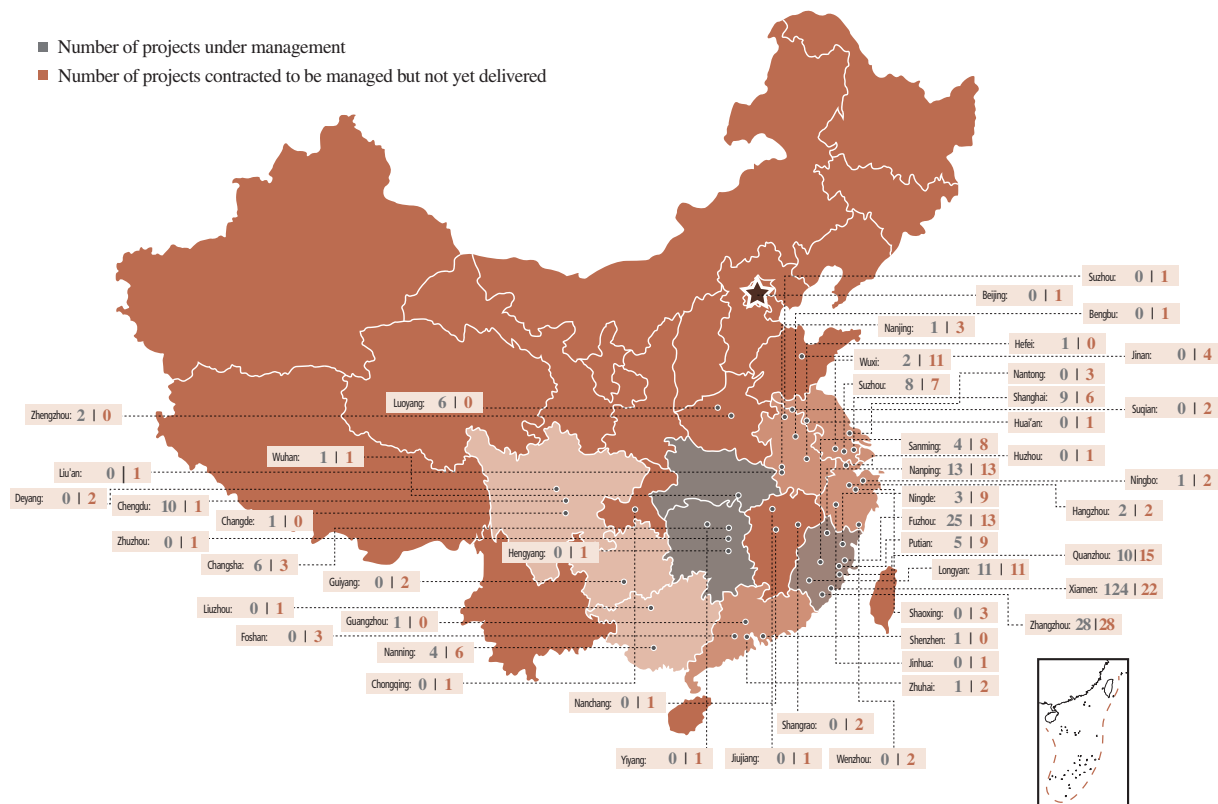 Number of projects under management
Number of projects contracted to be managed but not yet delivered
Suzhou: 0 | 1
Beijing: 0 | 1
Bengbu: 0 | 1
Nanjing: 1 | 3
Hefei: 1 | 0
Jinan: 0 | 4
Wuxi: 2 | 11
Nantong: 0 | 3
Suzhou: 8 | 7
Shanghai: 9 | 6
Suqian: 0 | 2
Luoyang: 6 | 0
Zhengzhou: 2 | 0
Huai'an: 0 | 1
Sanming: 4 | 8
Huzhou: 0 | 1
Wuhan: 1 | 1
Liu'an: 0 | 1
Nanping: 13 | 13
Ningbo: 1 | 2
Deyang: 0 | 2
Chengdu: 10 | 1
Ningde: 3 | 9
Hangzhou: 2 | 2
Changde: 1 | 0
Fuzhou: 25 | 13
Zhuzhou: 0 | 1
Putian: 5 | 9
Hengyang: 0 | 1
Quanzhou: 10 | 15
Changsha: 6 | 3
Longyan: 11 | 11
Guiyang: 0 | 2
Xiamen: 124 | 22
Liuzhou: 0 | 1
Shaoxing: 0 | 3
Guangzhou: 1 | 0
Zhangzhou: 28 | 28
Foshan: 0 | 3
Shenzhen: 1 | 0
Nanning: 4 | 6
Jinhua: 0 | 1
Chongqing: 0 | 1
Zhuhai: 1 | 2
Nanchang: 0 | 1
Shangrao: 0 | 2
Yiyang: 0 | 1
Jiujiang: 0 | 1
Wenzhou: 0 | 2